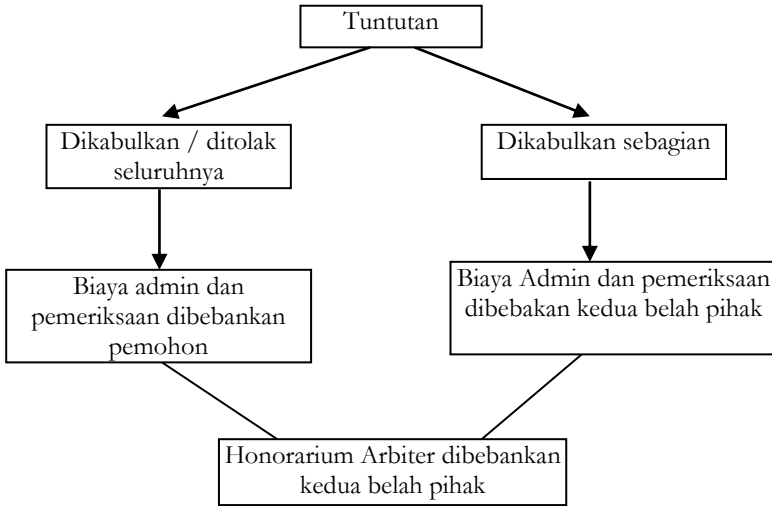 Tuntutan
Dikabulkan / ditolak
seluruhnya
Dikabulkan sebagian
Biaya admin dan
pemeriksaan dibebankan
pemohon
Biaya Admin dan pemeriksaan
dibebakan kedua belah pihak
Honorarium Arbiter dibebankan
kedua belah pihak